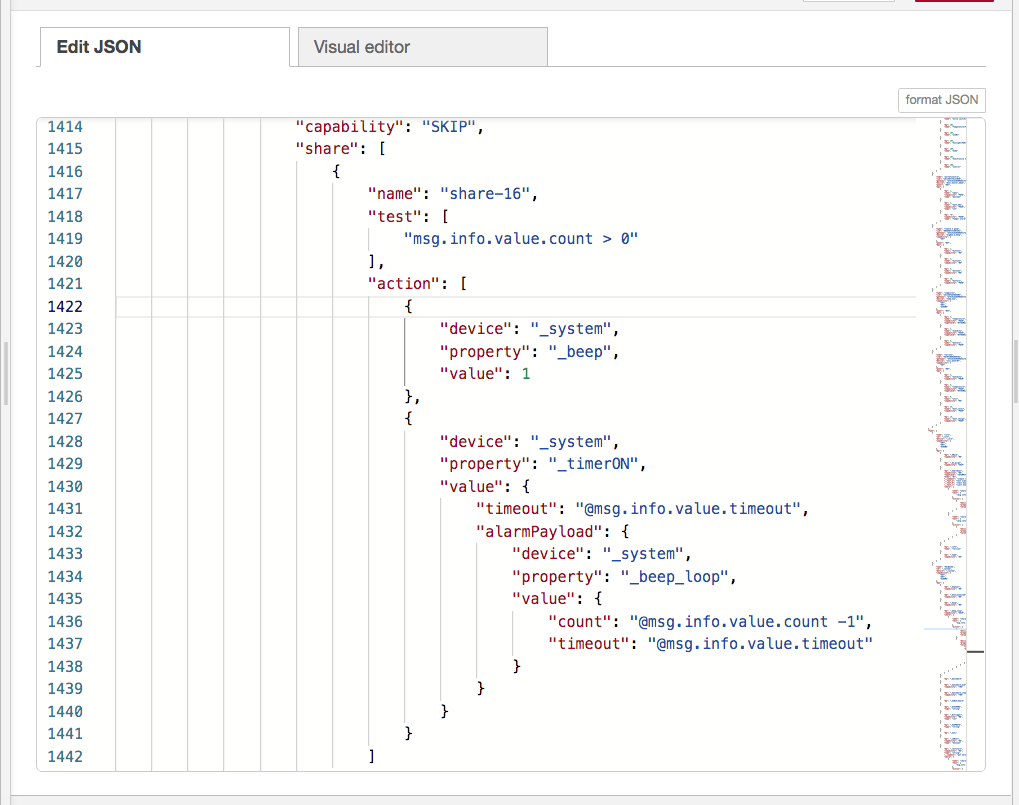 Edit JSON
Visual editor
format JSON
1414 "capability": "SKIP",
1415 "share": [
1416 {
1417 "name": "share-16",
1418 "test": [
1419 "msg.info.value.count > 0"
1420 ],
1421 "action": [
1422 {
1423 "device": "_system",
1424 "property": "_beep",
1425 "value": 1
1426 },
1427 {
1428 "device": "_system",
1429 "property": "_timerON",
1430 "value": {
1431 "timeout": "@msg.info.value.timeout",
1432 "alarmPayload": {
1433 "device": "_system",
1434 "property": "_beep_loop",
1435 "value": {
1436 "count": "@msg.info.value.count -1",
1437 "timeout": "@msg.info.value.timeout"
1438 }
1439 }
1440 }
1441 }
1442 ]